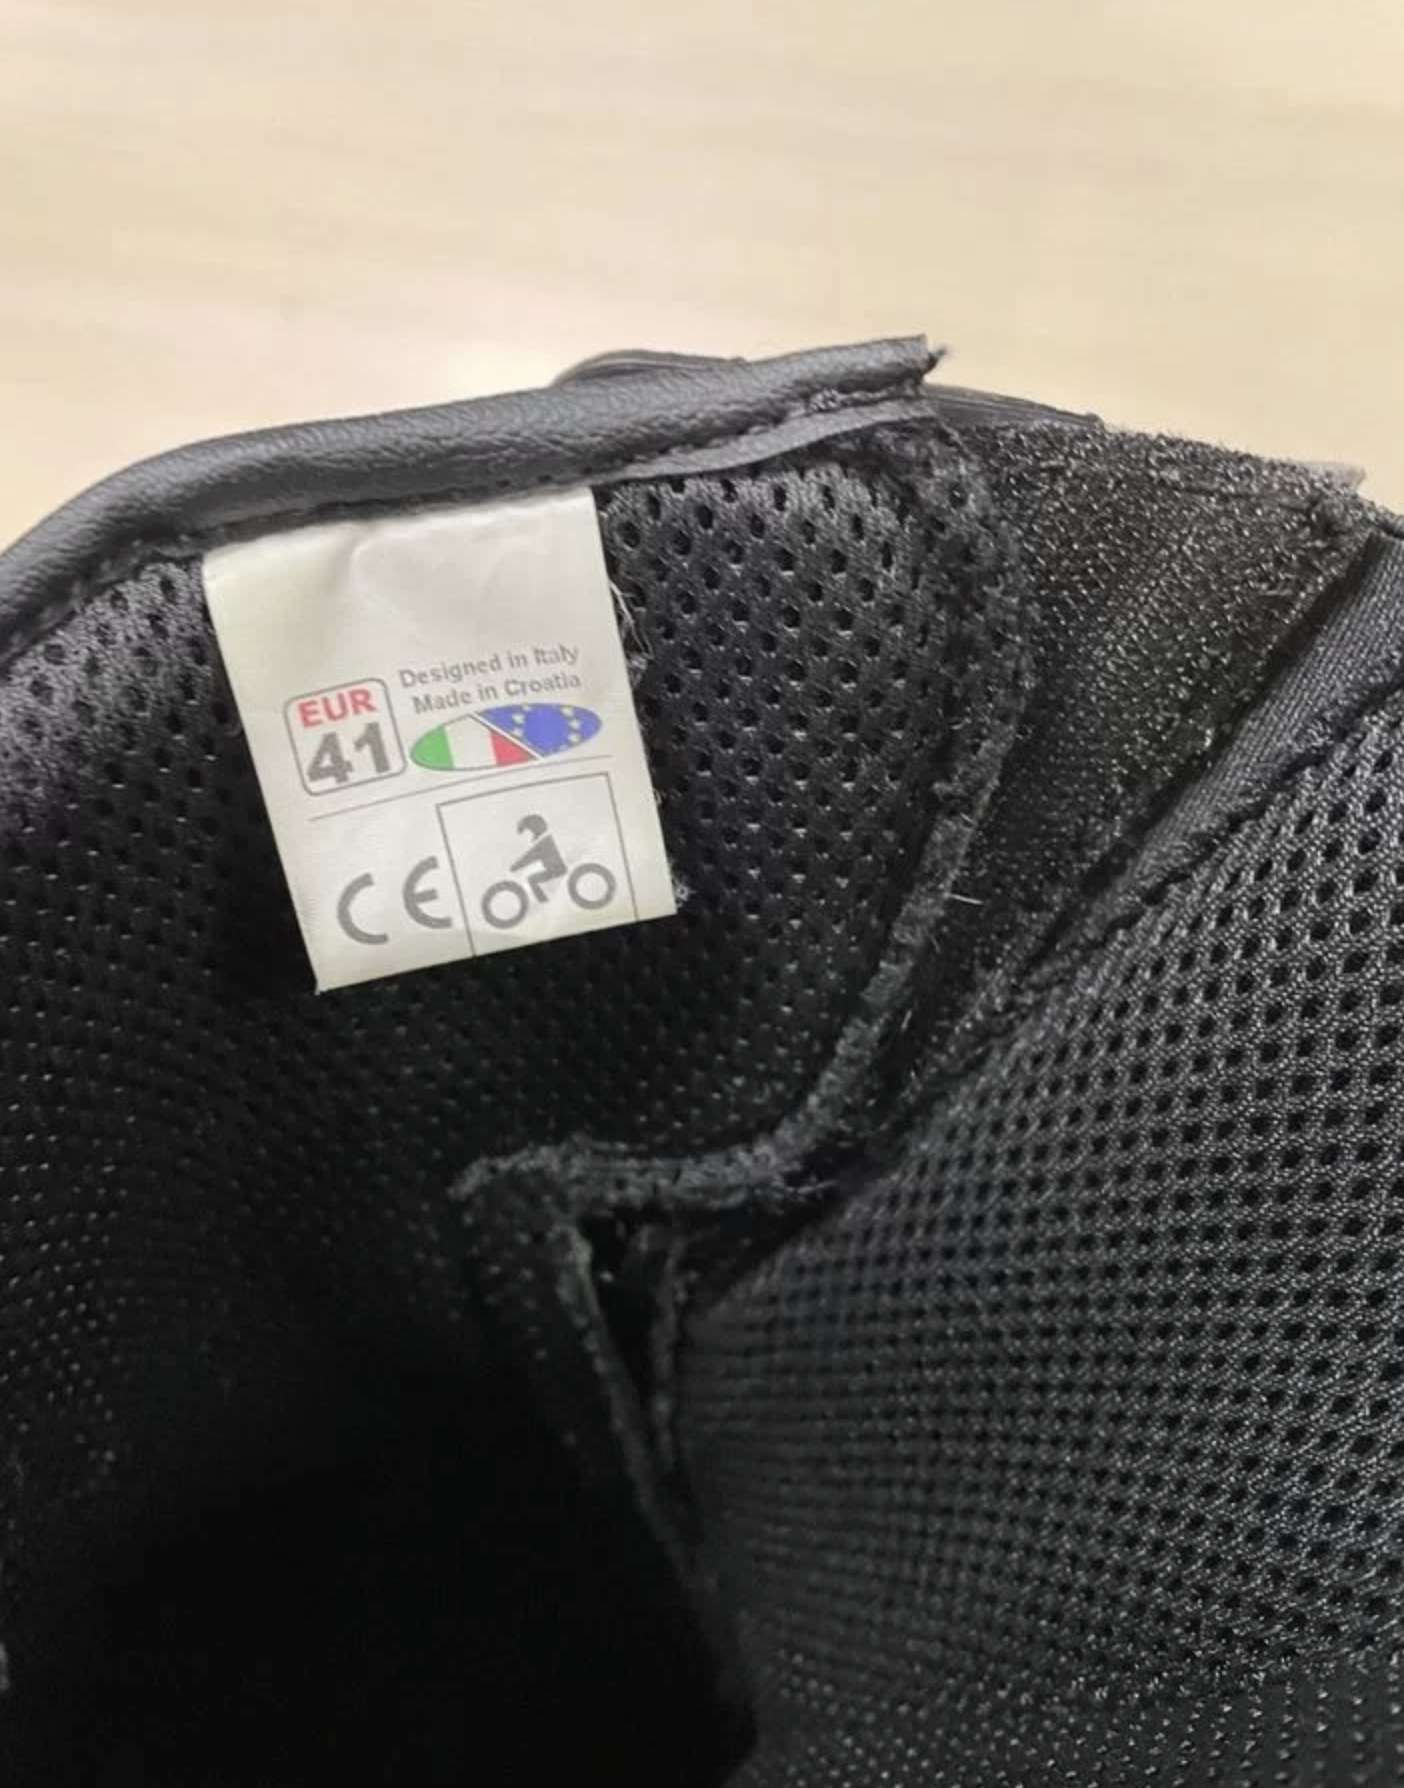 Designed in Italy
Made in Croatia
EUR
41
CE